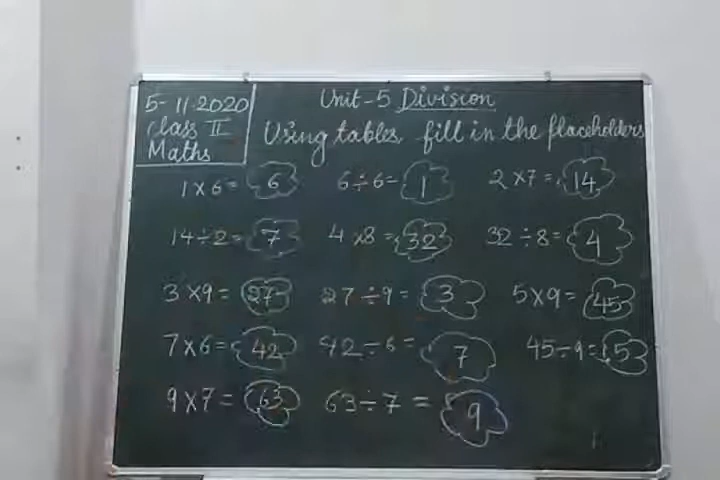 5-11-2020
Class II
Maths
Unit-5 Division
Using tables, fill in the placeholders
1 x 6 = 6 6 ÷ 6 = 1 2 x 7 = 14
14 ÷ 2 = 7 4 x 8 = 32 32 ÷ 8 = 4
3 x 9 = 27 27 ÷ 9 = 3 5 x 9 = 45
7 x 6 = 42 42 ÷ 6 = 7 45 ÷ 9 = 5
9 x 7 = 63 63 ÷ 7 = 9